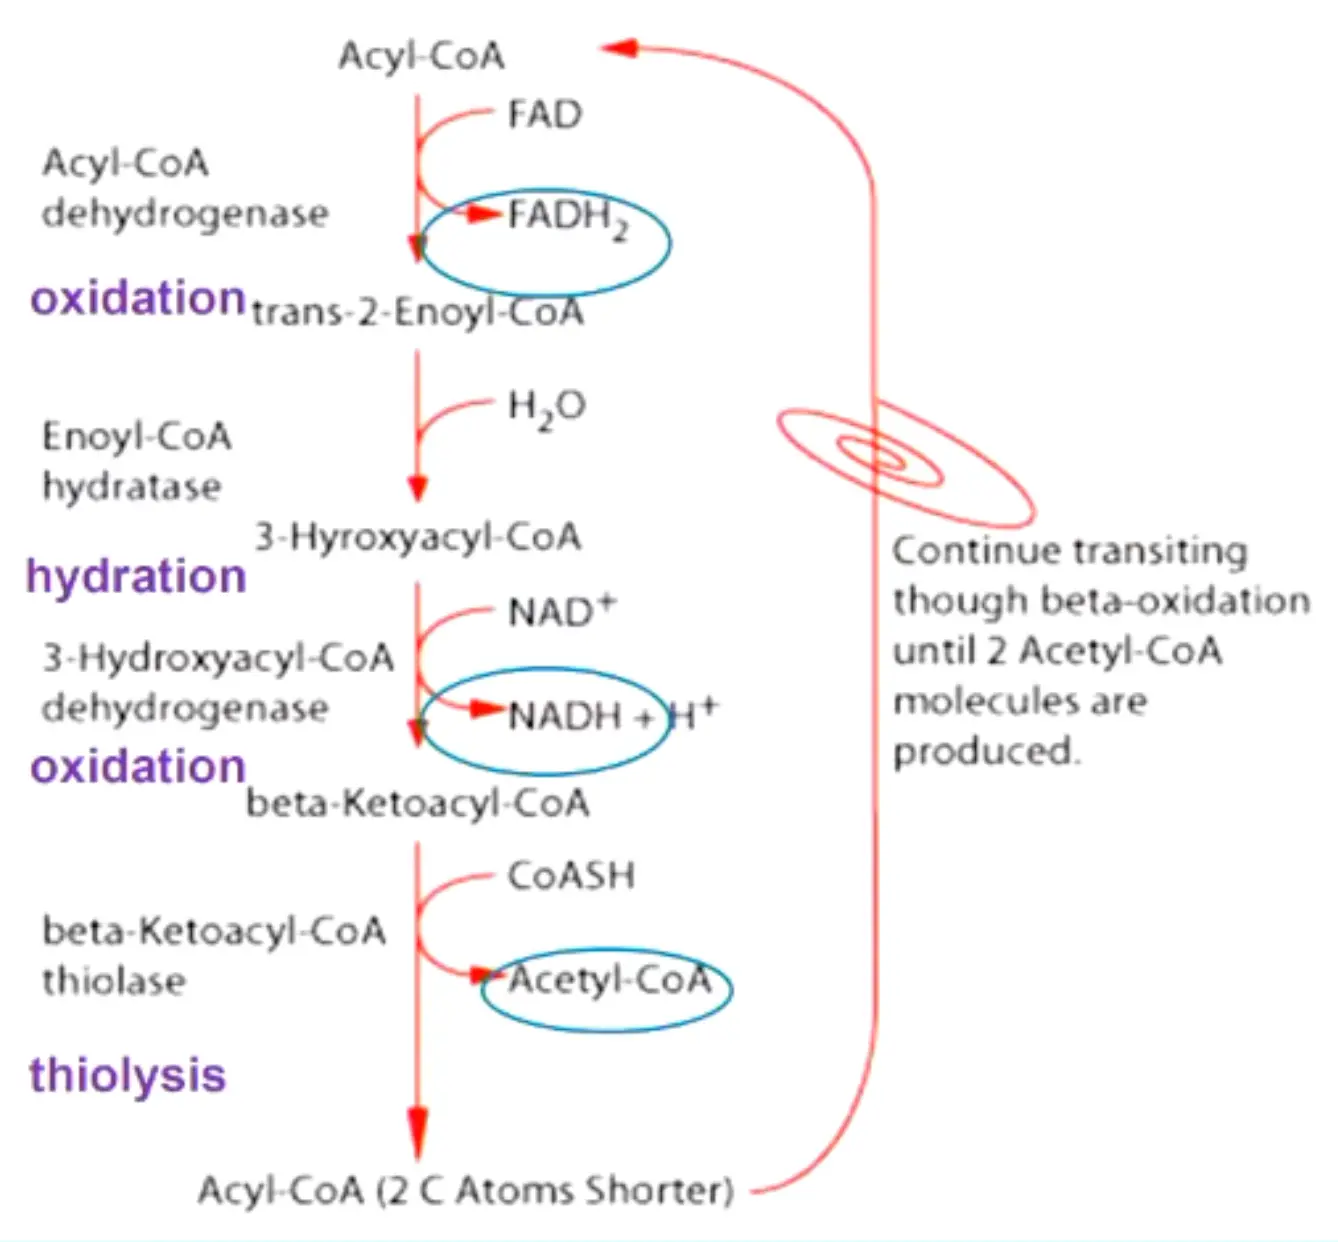 Acyl-CoA
FAD
Acyl-CoA
dehydrogenase
FADH₂
oxidation
trans-2-Enoyl-CoA
H₂O
Enoyl-CoA
hydratase
3-Hyroxyacyl-CoA
hydration
NAD⁺
3-Hydroxyacyl-CoA
dehydrogenase
NADH + H⁺
oxidation
beta-Ketoacyl-CoA
CoASH
beta-Ketoacyl-CoA
thiolase
Acetyl-CoA
thiolysis
Acyl-CoA (2 C Atoms Shorter)
Continue transiting
though beta-oxidation
until 2 Acetyl-CoA
molecules are
produced.